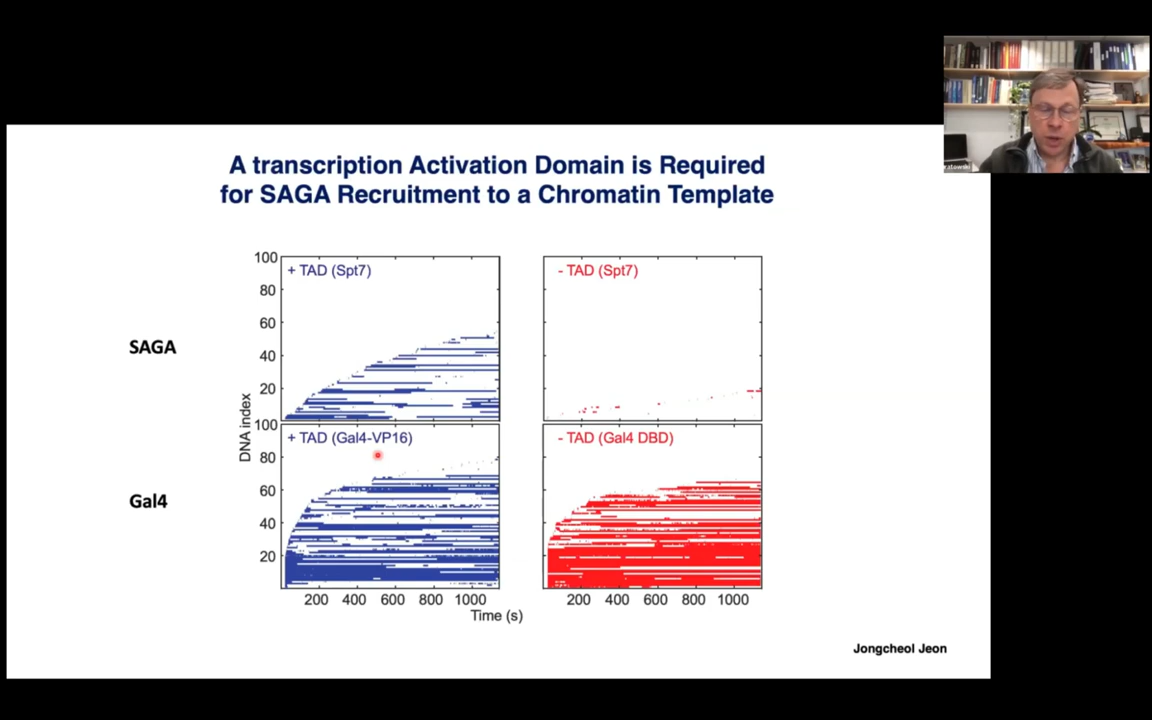 A transcription Activation Domain is Required
for SAGA Recruitment to a Chromatin Template
100
80
60
40
20
+ TAD (Spt7)
- TAD (Spt7)
SAGA
DNA index
100
80
60
40
20
+ TAD (Gal4-VP16)
- TAD (Gal4 DBD)
Gal4
200 400 600 800 1000
200 400 600 800 1000
Time (s)
Jongcheol Jeon
ratowski